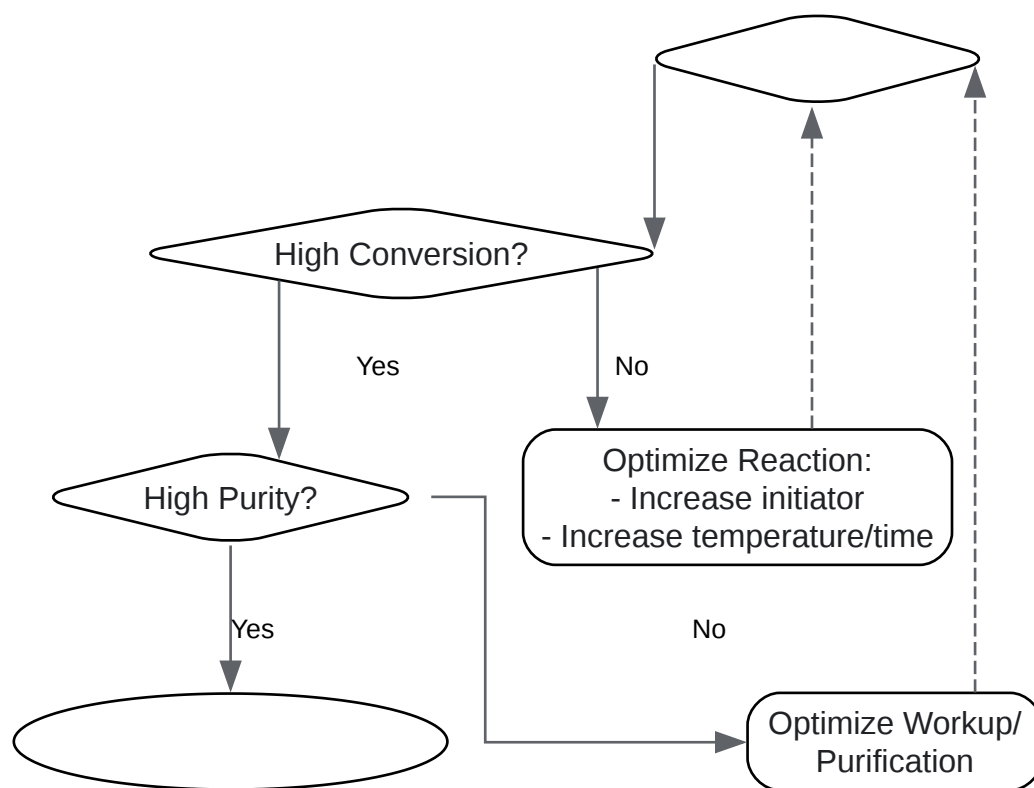 High Conversion?
Yes
No
Optimize Reaction:
- Increase initiator
- Increase temperature/time
High Purity?
Yes
No
Optimize Workup/
Purification